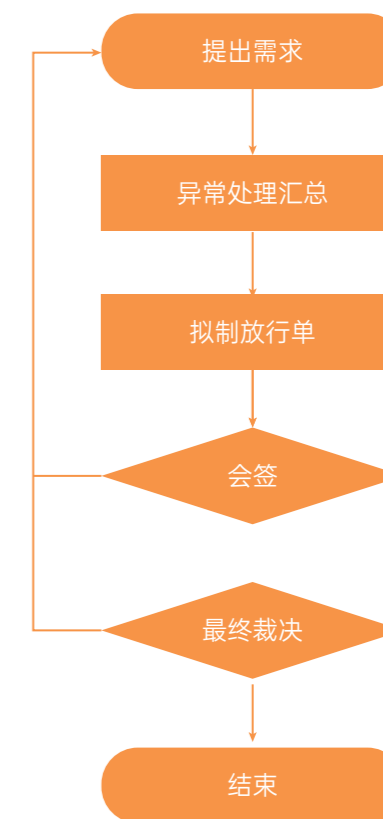 提出需求
异常处理汇总
拟制放行单
会签
最终裁决
结束